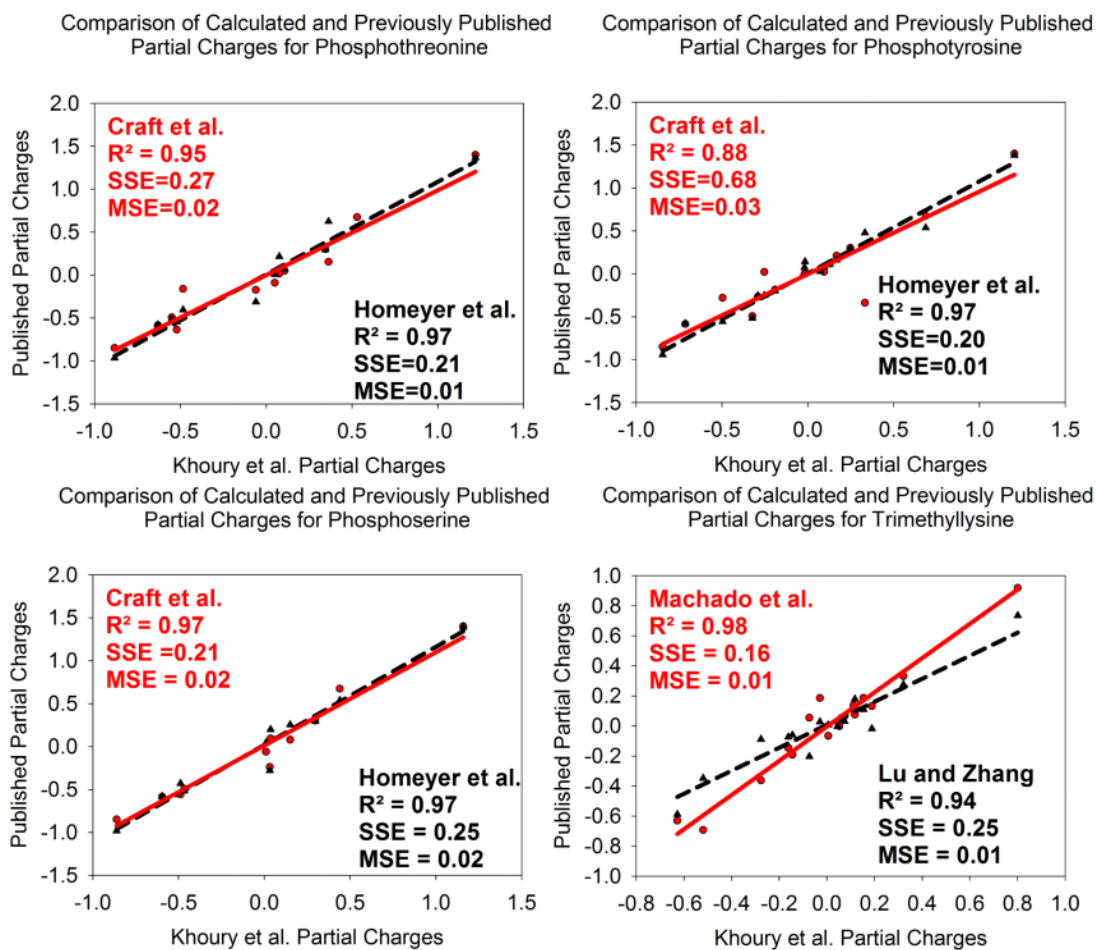 Comparison of Calculated and Previously Published
Partial Charges for Phosphothreonine
Published Partial Charges
2.0
1.5
1.0
0.5
0.0
-0.5
-1.0
-1.5
Craft et al.
R² = 0.95
SSE=0.27
MSE=0.02
Homeyer et al.
R² = 0.97
SSE=0.21
MSE=0.01
-1.0 -0.5 0.0 0.5 1.0 1.5
Khoury et al. Partial Charges
Comparison of Calculated and Previously Published
Partial Charges for Phosphotyrosine
Published Partial Charges
2.0
1.5
1.0
0.5
0.0
-0.5
-1.0
-1.5
Craft et al.
R² = 0.88
SSE=0.68
MSE=0.03
Homeyer et al.
R² = 0.97
SSE=0.20
MSE=0.01
-1.0 -0.5 0.0 0.5 1.0 1.5
Khoury et al. Partial Charges
Comparison of Calculated and Previously Published
Partial Charges for Phosphoserine
Published Partial Charges
2.0
1.5
1.0
0.5
0.0
-0.5
-1.0
-1.5
Craft et al.
R² = 0.97
SSE =0.21
MSE = 0.02
Homeyer et al.
R² = 0.97
SSE = 0.25
MSE = 0.02
-1.0 -0.5 0.0 0.5 1.0 1.5
Khoury et al. Partial Charges
Comparison of Calculated and Previously Published
Partial Charges for Trimethyllysine
Published Partial Charges
1.0
0.8
0.6
0.4
0.2
0.0
-0.2
-0.4
-0.6
-0.8
-1.0
Machado et al.
R² = 0.98
SSE = 0.16
MSE = 0.01
Lu and Zhang
R² = 0.94
SSE = 0.25
MSE = 0.01
-0.8 -0.6 -0.4 -0.2 0.0 0.2 0.4 0.6 0.8 1.0
Khoury et al. Partial Charges